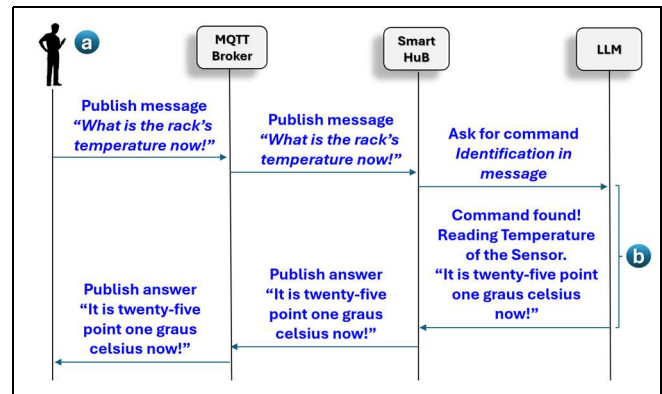 a
MQTT
Broker
Smart
HuB
LLM
Publish message
“What is the rack’s
temperature now!”
Publish message
“What is the rack’s
temperature now!”
Ask for command
Identification in
message
Command found!
Reading Temperature
of the Sensor.
“It is twenty-five point
one graus celsius
now!”
b
Publish answer
“It is twenty-five
point one graus
celsius now!”
Publish answer
“It is twenty-five
point one graus
celsius now!”